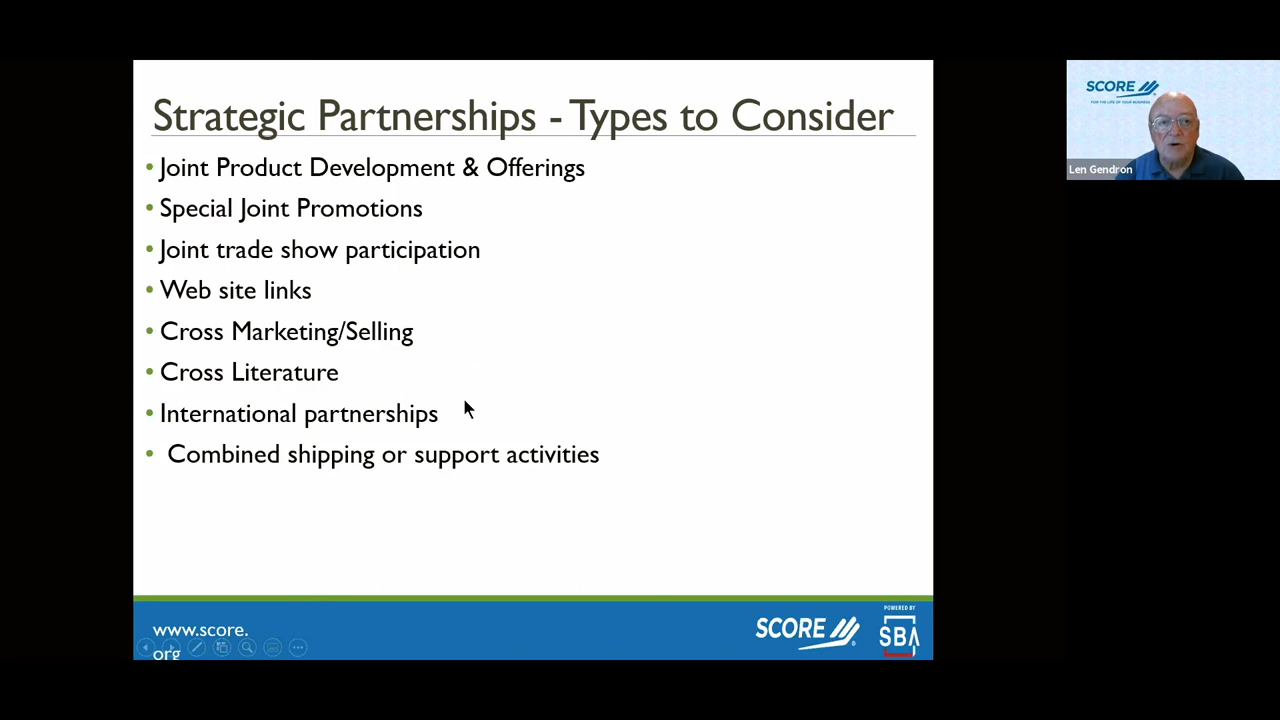 Strategic Partnerships - Types to Consider
• Joint Product Development & Offerings
• Special Joint Promotions
• Joint trade show participation
• Web site links
• Cross Marketing/Selling
• Cross Literature
• International partnerships
• Combined shipping or support activities
www.score.
org
SCORE
POWERED BY
SBA
SCORE
FOR THE LIFE OF YOUR BUSINESS
Len Gendron